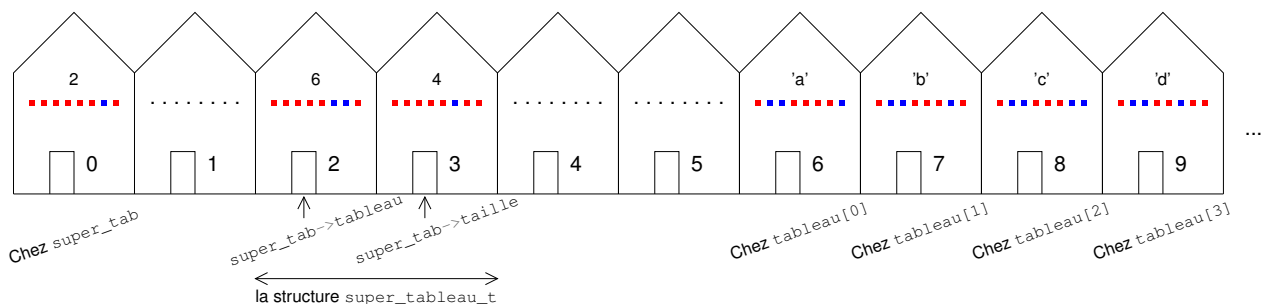 2 6 4 'a' 'b' 'c' 'd'
...
0 1 2 3 4 5 6 7 8 9
Chez super_tab
super_tab->tableau
super_tab->taille
Chez tableau[0]
Chez tableau[1]
Chez tableau[2]
Chez tableau[3]
la structure super_tableau_t